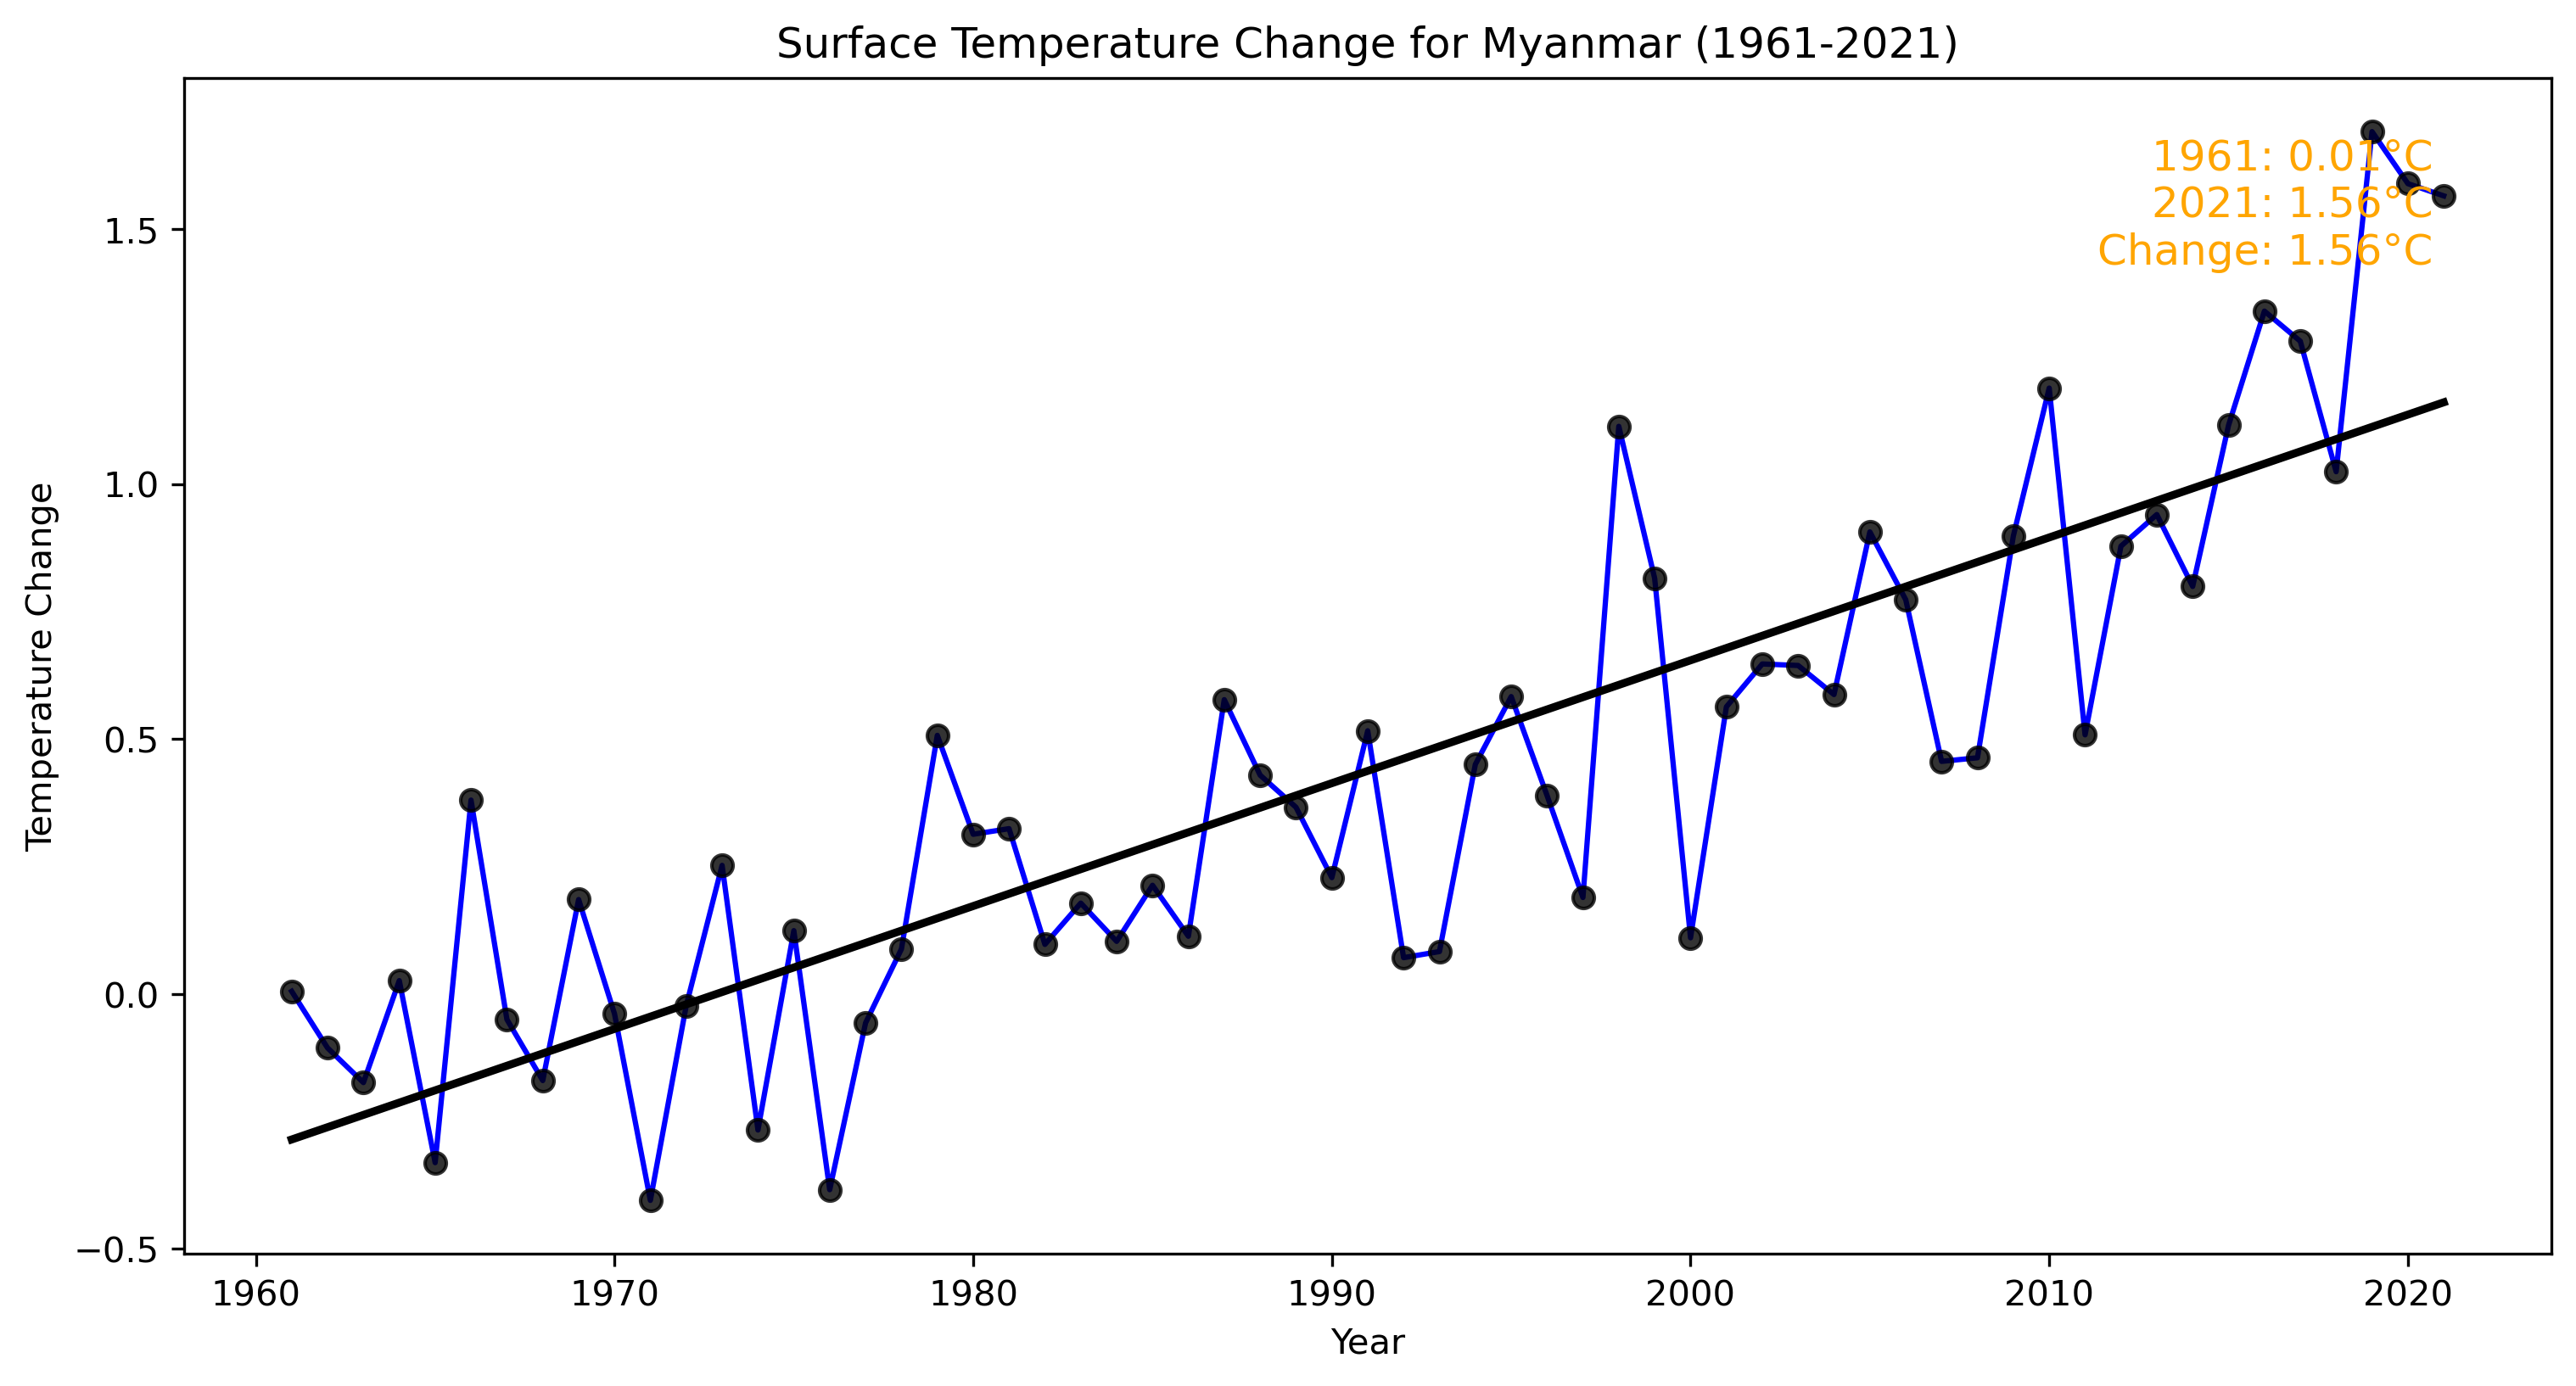 Surface Temperature Change for Myanmar (1961-2021)
1961: 0.01°C
2021: 1.56°C
Change: 1.56°C
Temperature Change
1.5
1.0
0.5
0.0
−0.5
1960 1970 1980 1990 2000 2010 2020
Year